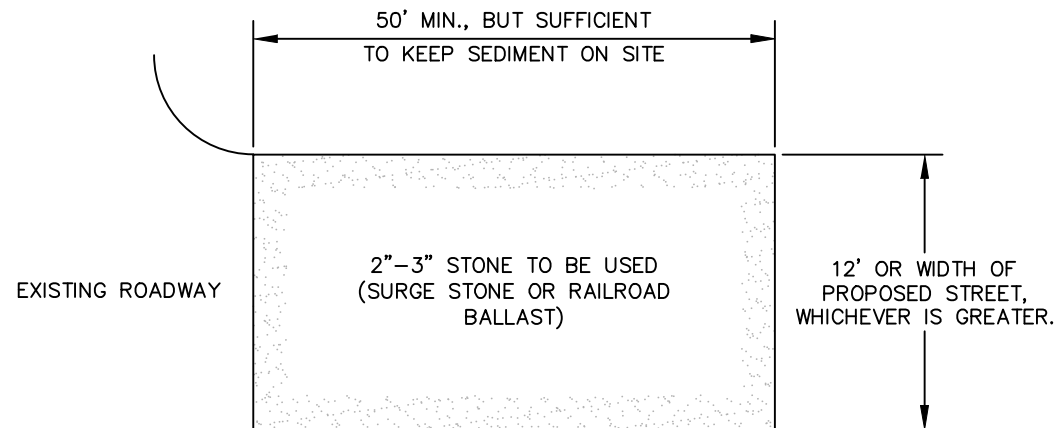 50' MIN., BUT SUFFICIENT
TO KEEP SEDIMENT ON SITE
EXISTING ROADWAY
2"-3" STONE TO BE USED
(SURGE STONE OR RAILROAD
BALLAST)
12' OR WIDTH OF
PROPOSED STREET,
WHICHEVER IS GREATER.